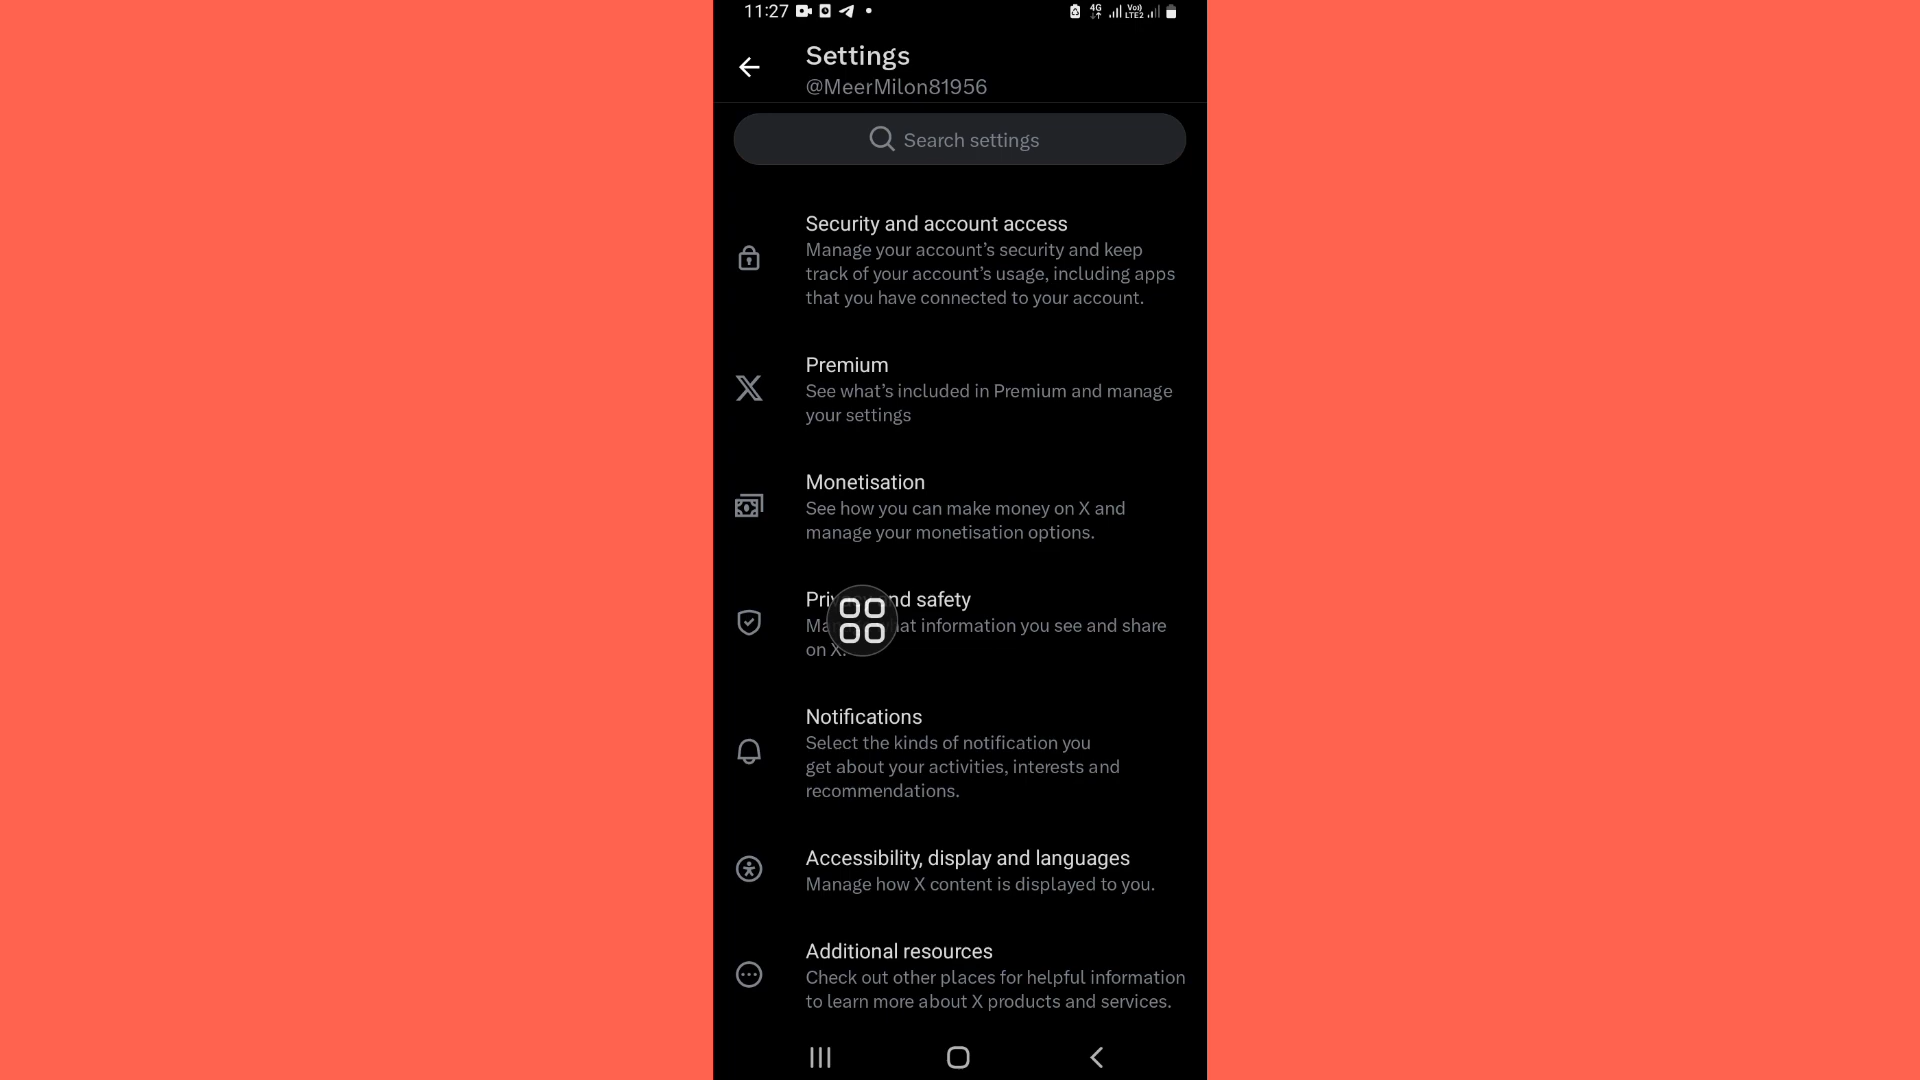 11:27
4G
Vo))
LTE2
Settings
@MeerMilon81956
Search settings
Security and account access
Manage your account’s security and keep
track of your account’s usage, including apps
that you have connected to your account.
Premium
See what’s included in Premium and manage
your settings
Monetisation
See how you can make money on X and
manage your monetisation options.
and safety
information you see and share
on X.
Notifications
Select the kinds of notification you
get about your activities, interests and
recommendations.
Accessibility, display and languages
Manage how X content is displayed to you.
Additional resources
Check out other places for helpful information
to learn more about X products and services.